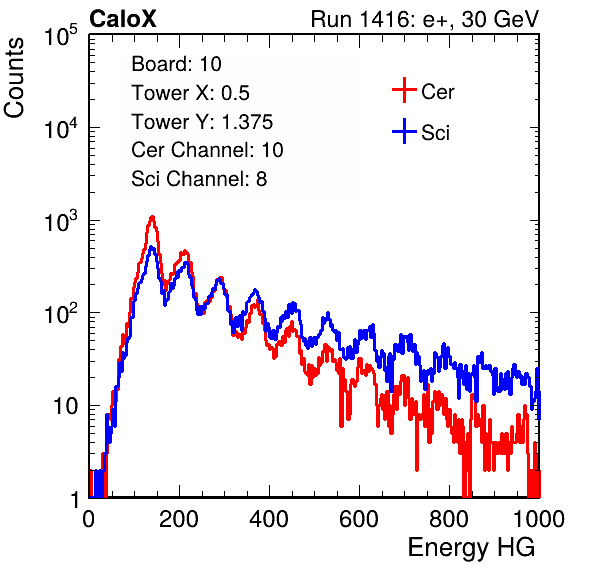 CaloX
Run 1416: e+, 30 GeV
Counts
Board: 10
Tower X: 0.5
Tower Y: 1.375
Cer Channel: 10
Sci Channel: 8
Cer
Sci
10^5
10^4
10^3
10^2
10
1
0 200 400 600 800 1000
Energy HG